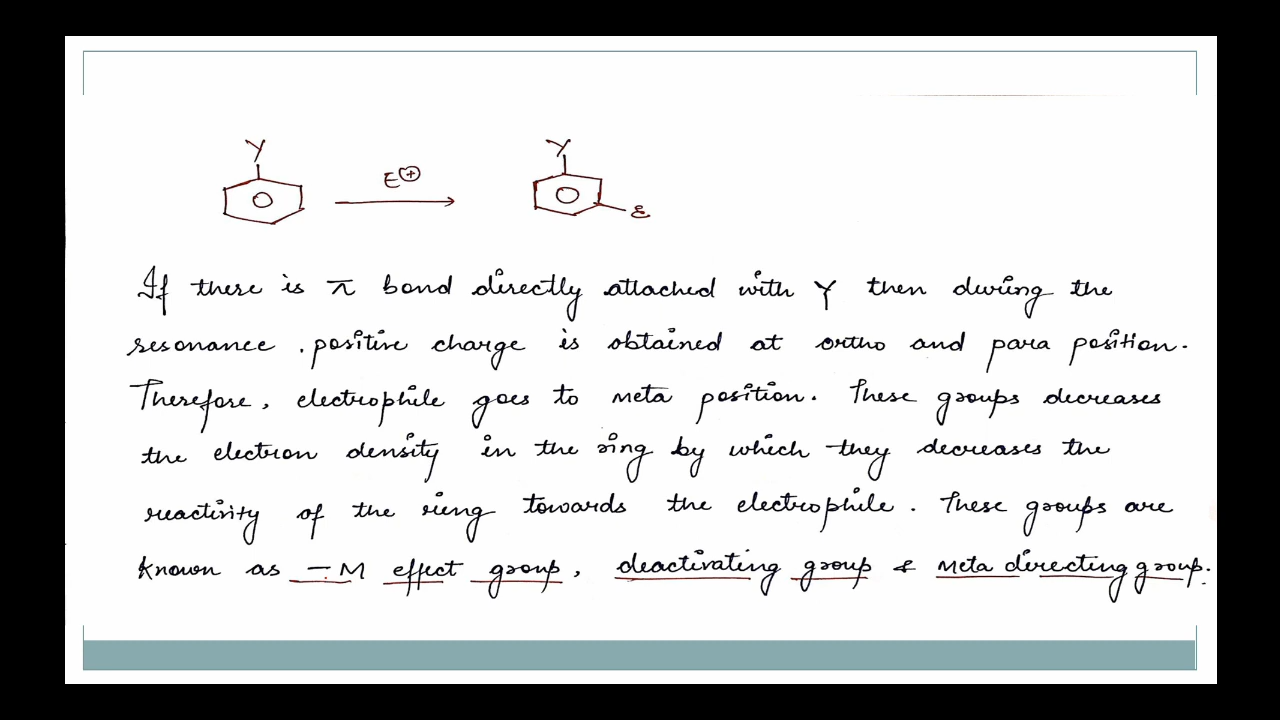 Y Y
E⊕
E
If there is π bond directly attached with Y then during the
resonance, positive charge is obtained at ortho and para position.
Therefore, electrophile goes to meta position. These groups decreases
the electron density in the ring by which they decreases the
reactivity of the ring towards the electrophile. These groups are
known as -M effect group, deactivating group & meta directing group.